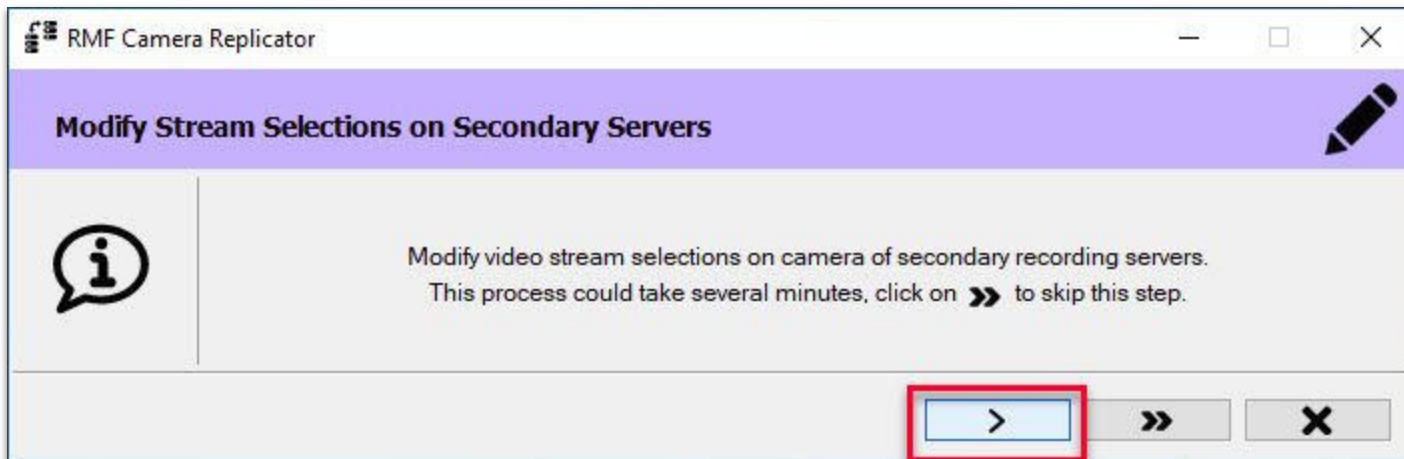 RMF Camera Replicator
Modify Stream Selections on Secondary Servers
Modify video stream selections on camera of secondary recording servers.
This process could take several minutes, click on » to skip this step.